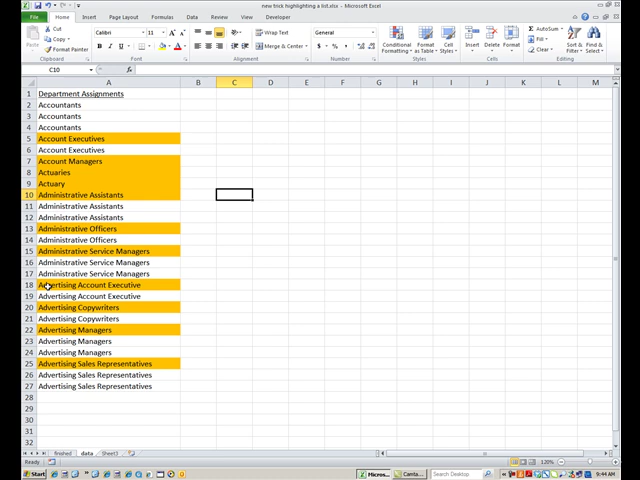 new trick highlighting a list.xlsx - Microsoft Excel
File Home Insert Page Layout Formulas Data Review View Developer
Cut
Copy
Format Painter
Clipboard
Calibri 11
B I U
Font
Wrap Text
Merge & Center
Alignment
General
$ % ,
Number
Conditional Formatting
Format as Table
Cell Styles
Styles
Insert Delete Format
Cells
AutoSum
Fill
Clear
Sort & Filter
Find & Select
Editing
C10 fx
A B C D E F G H I J K L M
1 Department Assignments
2 Accountants
3 Accountants
4 Accountants
5 Account Executives
6 Account Executives
7 Account Managers
8 Actuaries
9 Actuary
10 Administrative Assistants
11 Administrative Assistants
12 Administrative Assistants
13 Administrative Officers
14 Administrative Officers
15 Administrative Service Managers
16 Administrative Service Managers
17 Administrative Service Managers
18 Advertising Account Executive
19 Advertising Account Executive
20 Advertising Copywriters
21 Advertising Copywriters
22 Advertising Managers
23 Advertising Managers
24 Advertising Managers
25 Advertising Sales Representatives
26 Advertising Sales Representatives
27 Advertising Sales Representatives
28
29
30
31
32
finished data Sheet3
Ready 120%
Start Micros... Camta... Search Desktop 9:44 AM